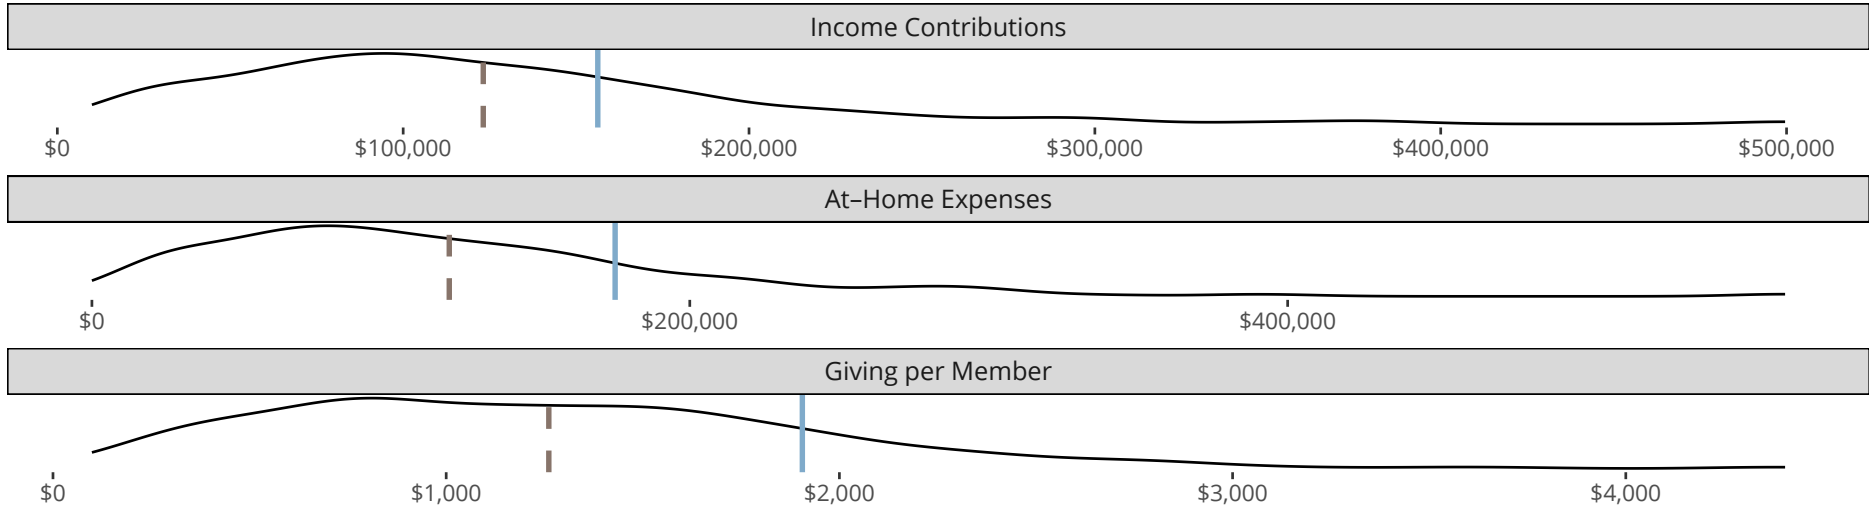 Income Contributions
$0 $100,000 $200,000 $300,000 $400,000 $500,000
At–Home Expenses
$0 $200,000 $400,000
Giving per Member
$0 $1,000 $2,000 $3,000 $4,000